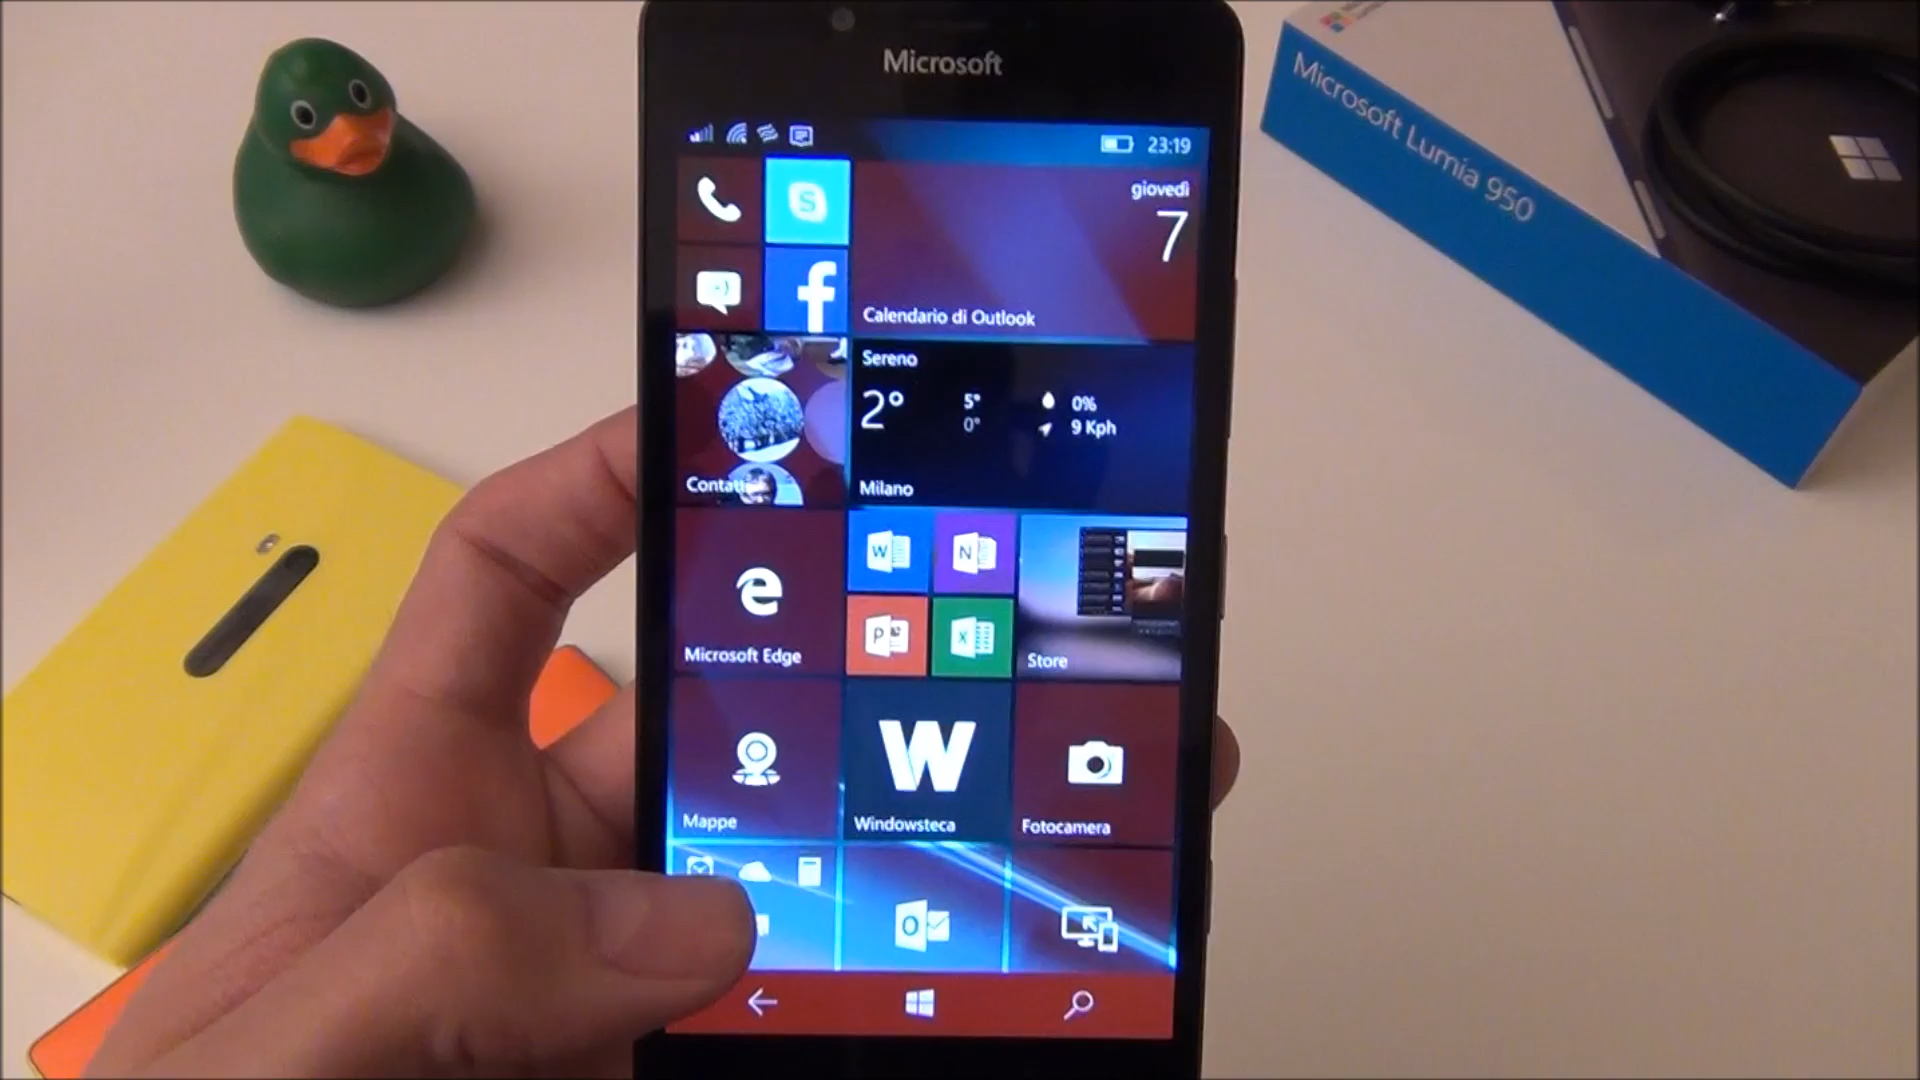 Microsoft
Microsoft Lumia 950
23:19
giovedì
7
Calendario di Outlook
Sereno
2° 5° 0%
0° 9 Kph
Contatti
Milano
W N
P X
Microsoft Edge
Store
W
Mappe
Windowsteca
Fotocamera
O